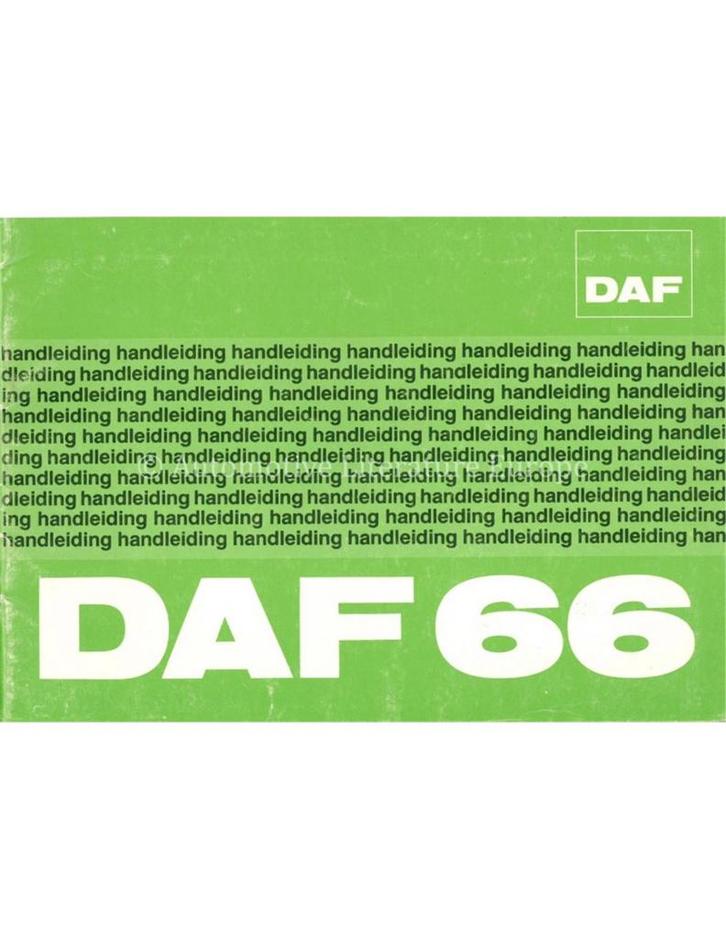 DAF
handleiding handleiding handleiding handleiding handleiding handleiding han
dleiding handleiding handleiding handleiding handleiding handleiding handleid
ing handleiding handleiding handleiding handleiding handleiding handleiding
handleiding handleiding handleiding handleiding handleiding handleiding han
dleiding handleiding handleiding handleiding handleiding handleiding handlei
ding handleiding handleiding handleiding handleiding handleiding handleiding
© Automotive Literature Europe
handleiding handleiding handleiding handleiding handleiding handleiding han
dleiding handleiding handleiding handleiding handleiding handleiding handleid
ing handleiding handleiding handleiding handleiding handleiding handleiding
handleiding handleiding handleiding handleiding handleiding handleiding han
DAF 66